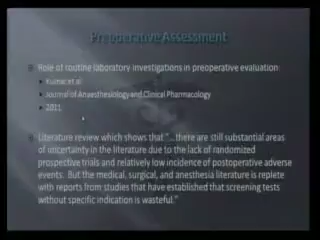 Preoperative Assessment
Role of routine laboratory investigations in preoperative evaluation:
Kumar et al
Journal of Anaesthesiology and Clinical Pharmacology
2011
Literature review which shows that "...there are still substantial areas
of uncertainty in the literature due to the lack of randomized
prospective trials and relatively low incidence of postoperative adverse
events. But the medical, surgical, and anesthesia literature is replete
with reports from studies that have established that screening tests
without specific indication is wasteful."